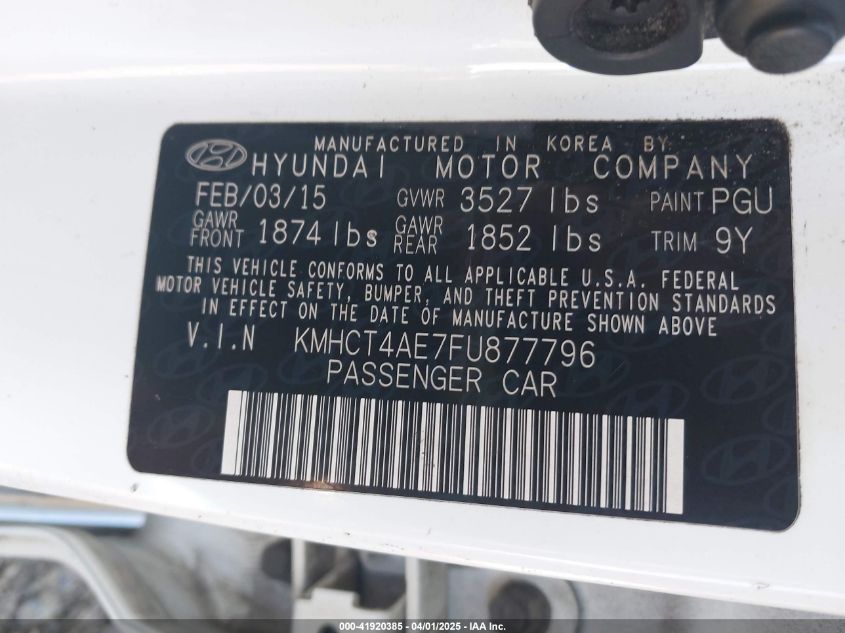 MANUFACTURED IN KOREA BY
HYUNDAI MOTOR COMPANY
FEB/03/15 GVWR 3527 lbs PAINT PGU
GAWR FRONT 1874 lbs GAWR REAR 1852 lbs TRIM 9Y
THIS VEHICLE CONFORMS TO ALL APPLICABLE U.S.A. FEDERAL
MOTOR VEHICLE SAFETY, BUMPER, AND THEFT PREVENTION STANDARDS
IN EFFECT ON THE DATE OF MANUFACTURE SHOWN ABOVE
V.I.N KMHCT4AE7FU877796
PASSENGER CAR
000-41920385 | 04/01/2025 - IAA Inc.